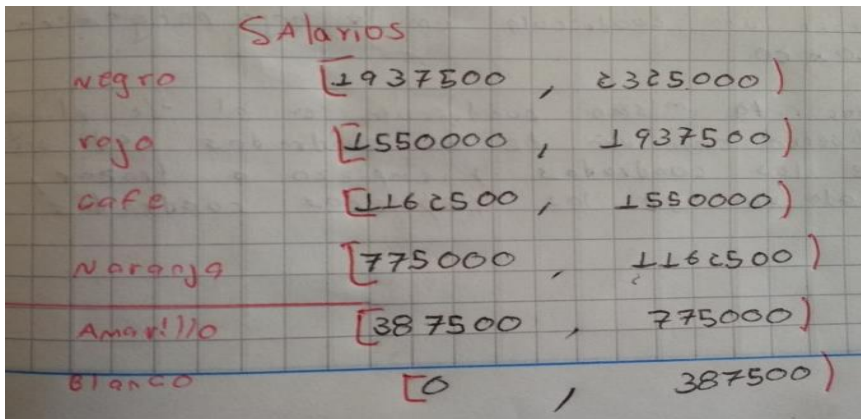 SAlarios
Negro [1937500 , 2325000)
rojo [1550000 , 1937500)
cafe [1162500 , 1550000)
Naranja [775000 , 1162500)
Amarillo [387500 , 775000)
Blanco [0 , 387500)